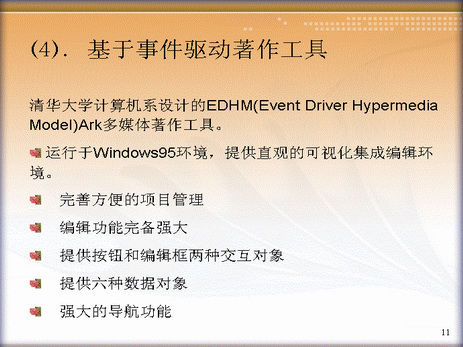 (4). 基于事件驱动著作工具
清华大学计算机系设计的EDHM(Event Driver Hypermedia
Model)Ark多媒体著作工具。
运行于Windows95环境，提供直观的可视化集成编辑环
境。
完善方便的项目管理
编辑功能完备强大
提供按钮和编辑框两种交互对象
提供六种数据对象
强大的导航功能
11